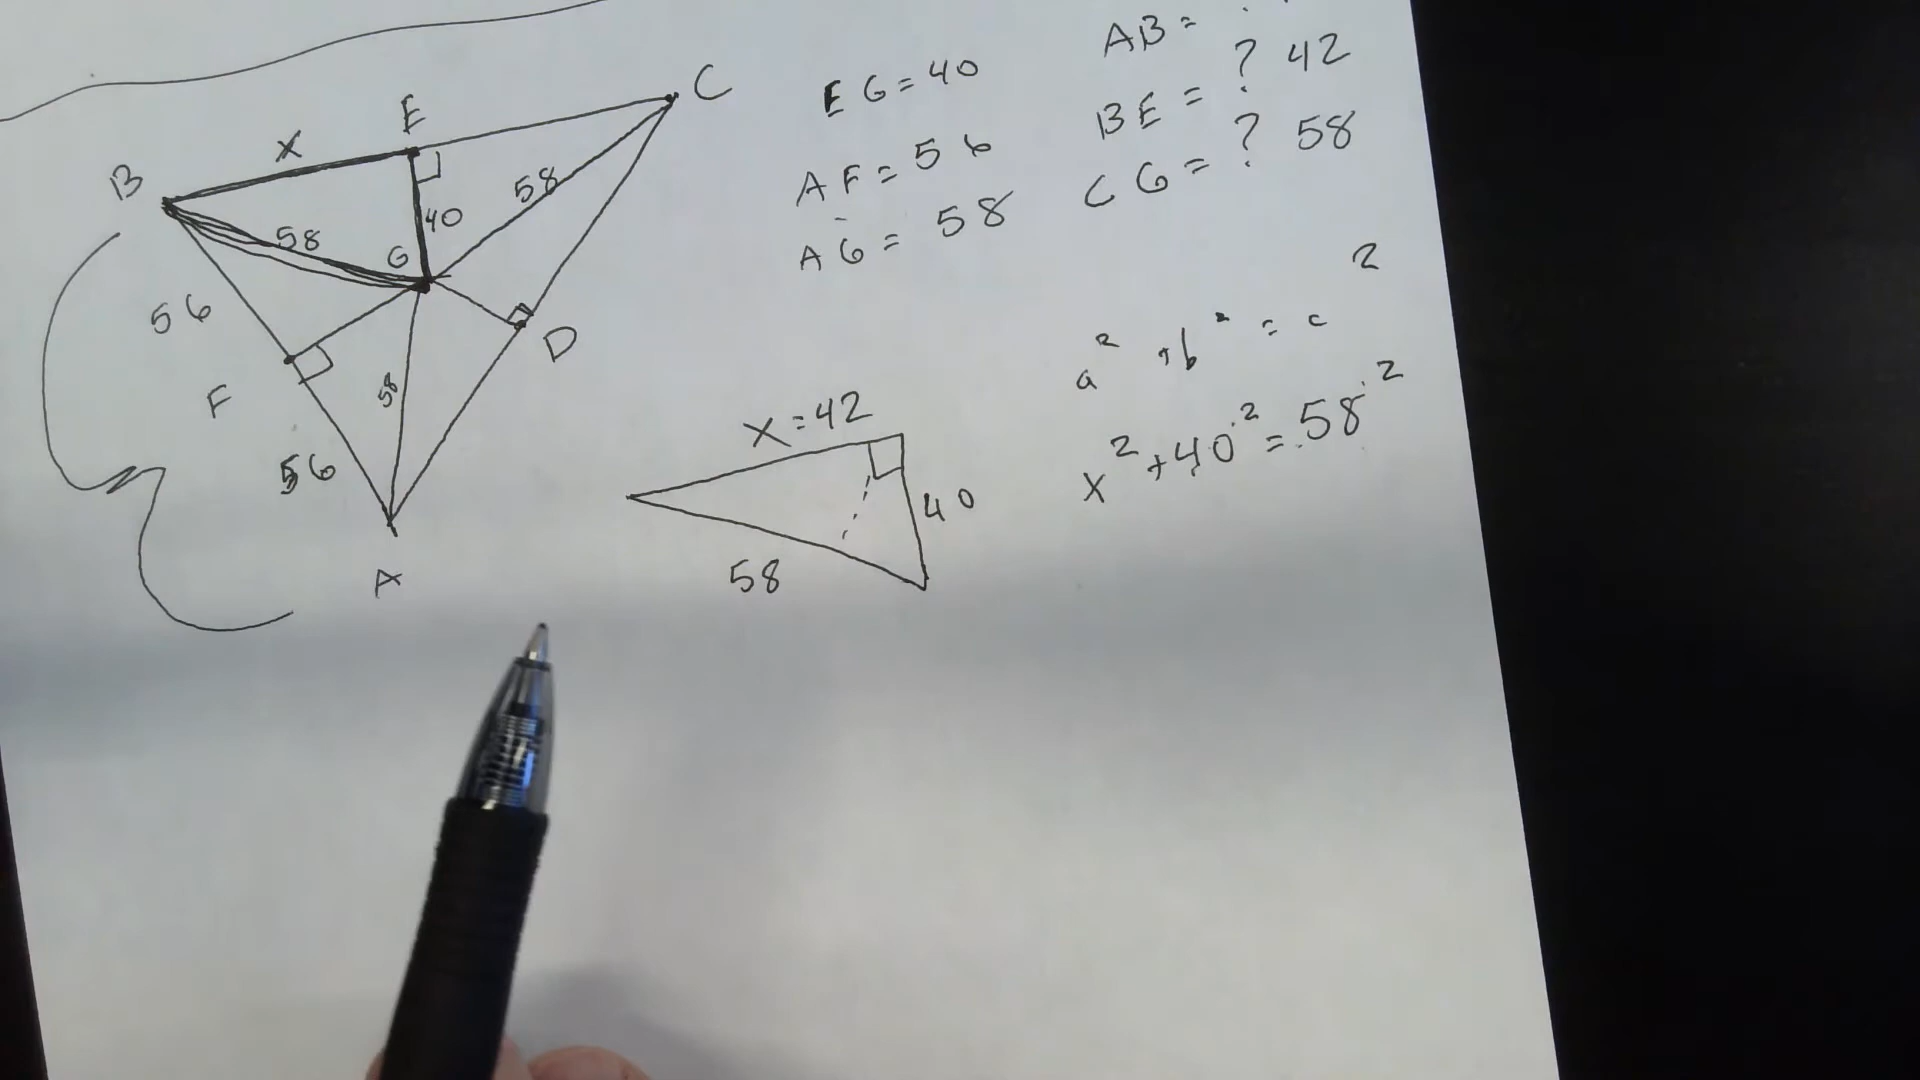 C
E
X
B
58
40
58
G
56
D
F
58
56
A
EG = 40
AF = 56
AG = 58
AB = ?
BE = ? 42
CG = ? 58
a² + b² = c²
x² + 40² = 58²
X = 42
40
58